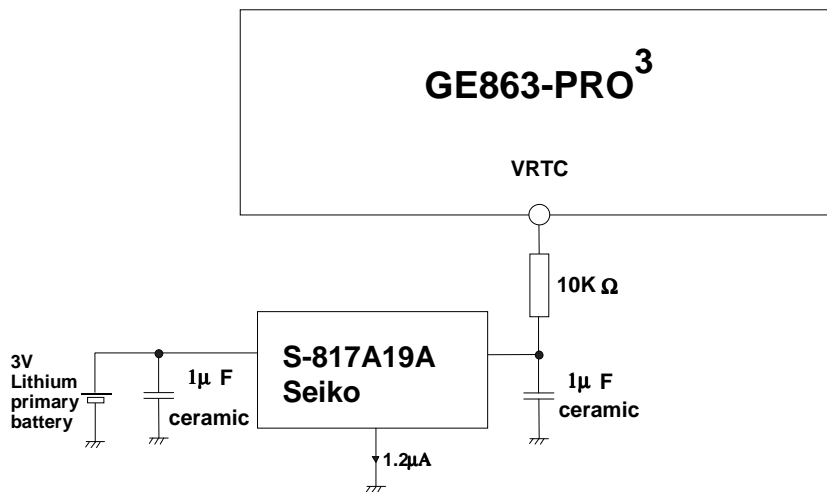 GE863-PRO3
VRTC
10K Ω
S-817A19A
Seiko
3V
Lithium
primary
battery
1μ F
ceramic
1μ F
ceramic
1.2μA